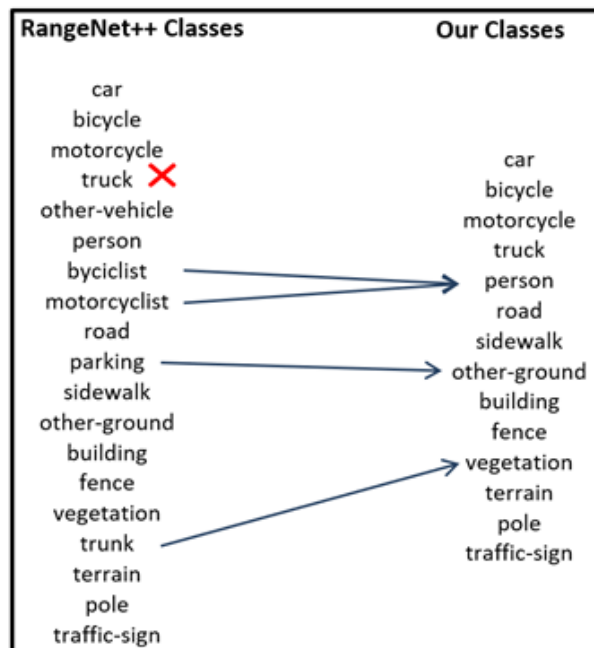 RangeNet++ Classes
car
bicycle
motorcycle
truck
other-vehicle
person
byciclist
motorcyclist
road
parking
sidewalk
other-ground
building
fence
vegetation
trunk
terrain
pole
traffic-sign
Our Classes
car
bicycle
motorcycle
truck
person
road
sidewalk
other-ground
building
fence
vegetation
terrain
pole
traffic-sign